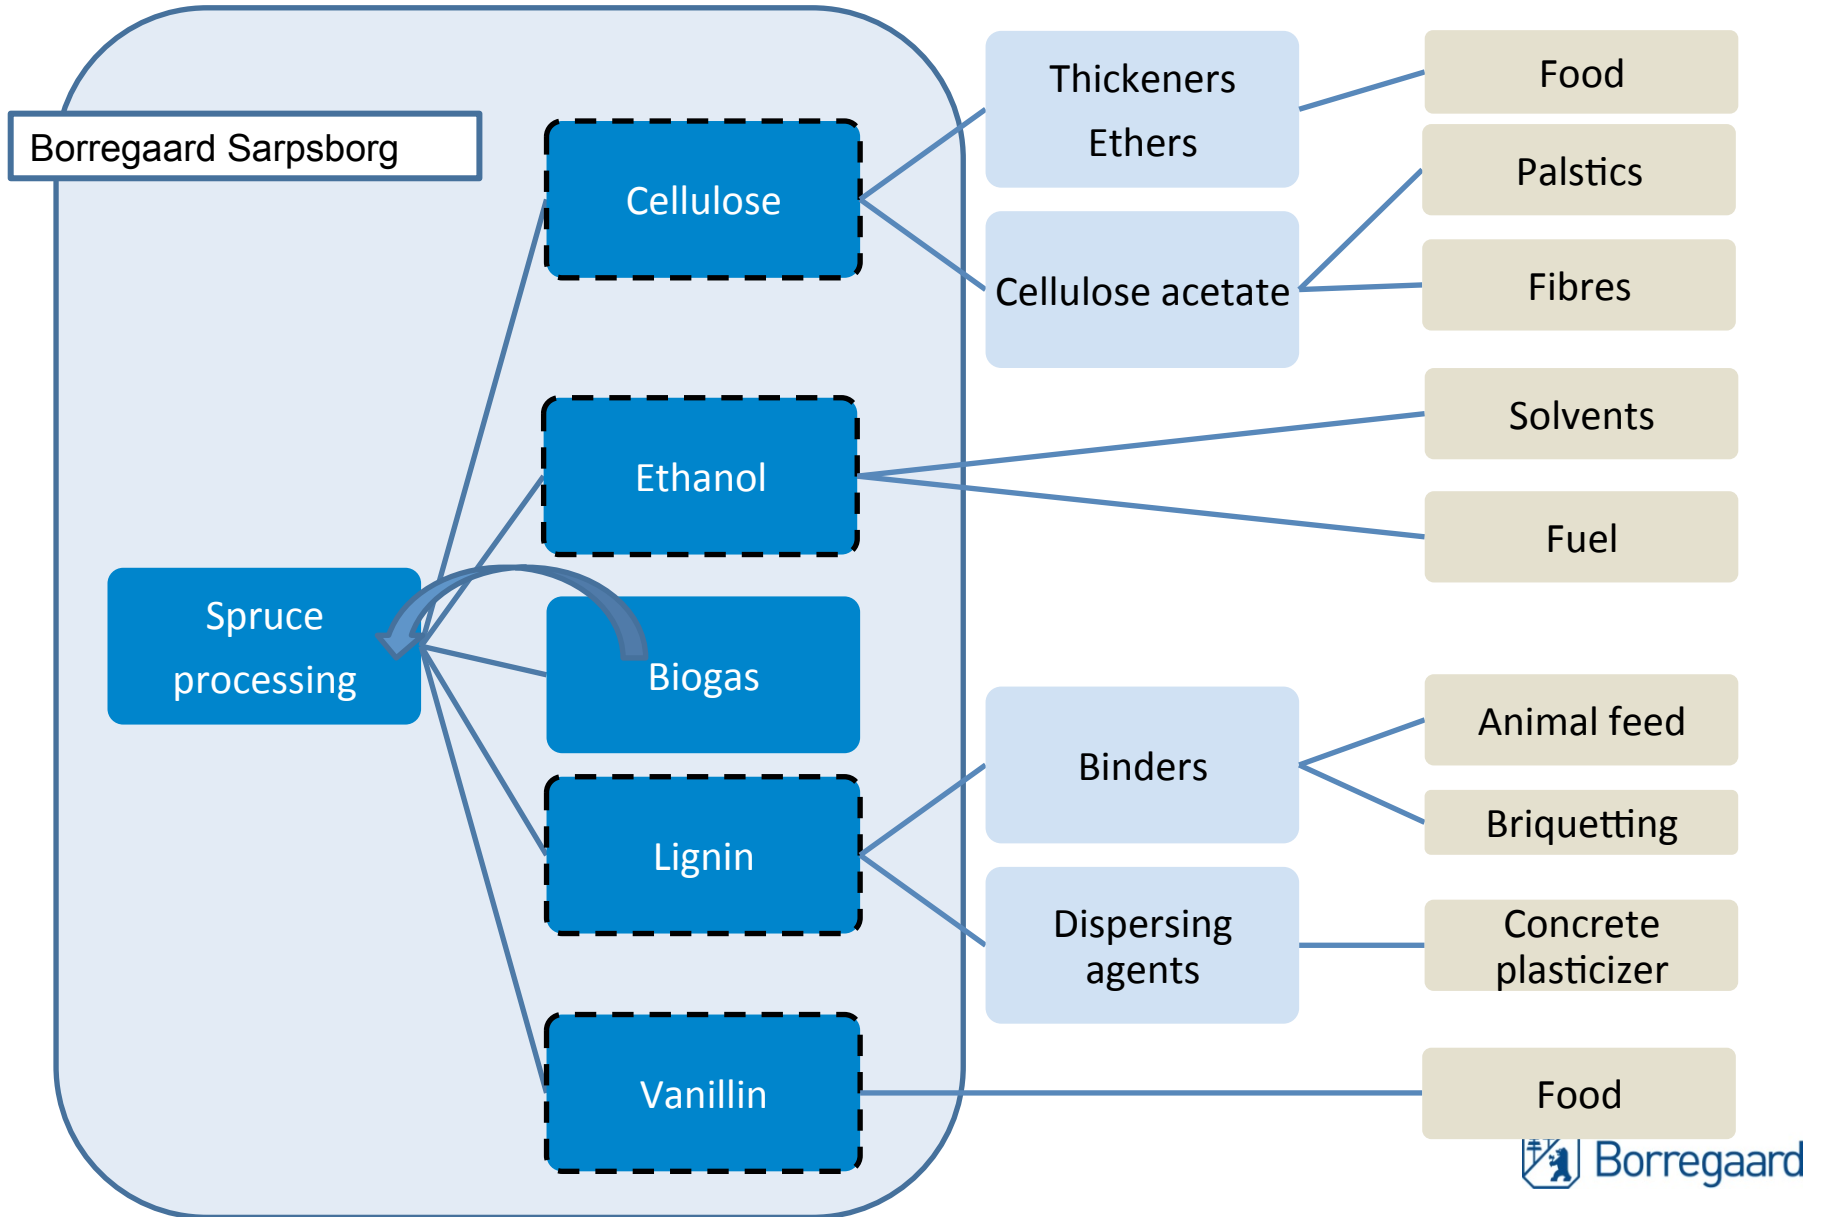 Borregaard Sarpsborg
Spruce
processing
Cellulose
Ethanol
Biogas
Lignin
Vanillin
Thickeners
Ethers
Cellulose acetate
Binders
Dispersing
agents
Food
Palstics
Fibres
Solvents
Fuel
Animal feed
Briquetting
Concrete
plasticizer
Food
Borregaard